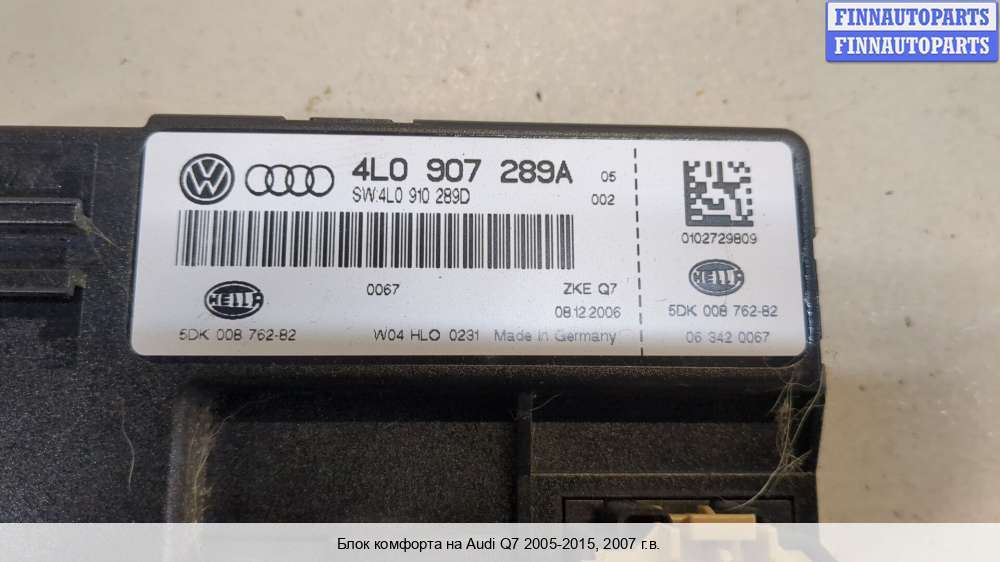 FINNAUTOPARTS
FINNAUTOPARTS
4L0 907 289A 05
SW:4L0 910 289D 002
0102729809
0067 ZKE Q7
HELLA
HELLA
08.12.2006
5DK 008 762-82
5DK 008 762-82 W04 HLO 0231 Made in Germany
06 342 0067
Блок комфорта на Audi Q7 2005-2015, 2007 г.в.